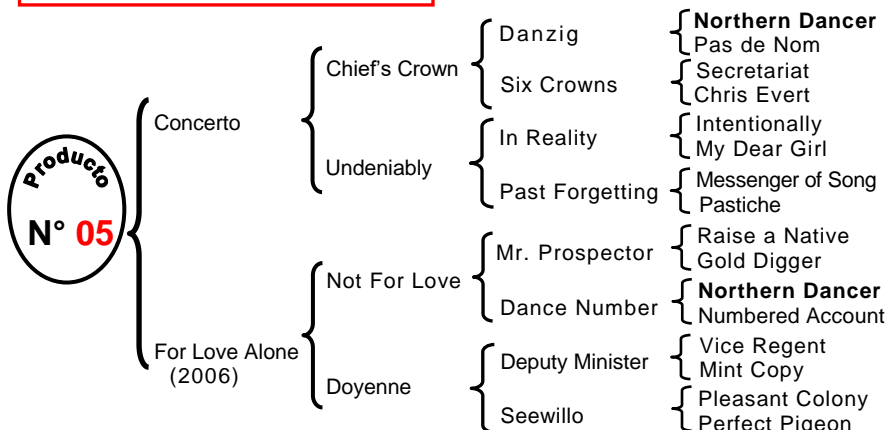 Producto
N° 05
Concerto
For Love Alone
(2006)
Chief's Crown
Undeniably
Not For Love
Doyenne
Danzig
Six Crowns
In Reality
Past Forgetting
Mr. Prospector
Dance Number
Deputy Minister
Seewillo
Northern Dancer
Pas de Nom
Secretariat
Chris Evert
Intentionally
My Dear Girl
Messenger of Song
Pastiche
Raise a Native
Gold Digger
Northern Dancer
Numbered Account
Vice Regent
Mint Copy
Pleasant Colony
Perfect Pigeon